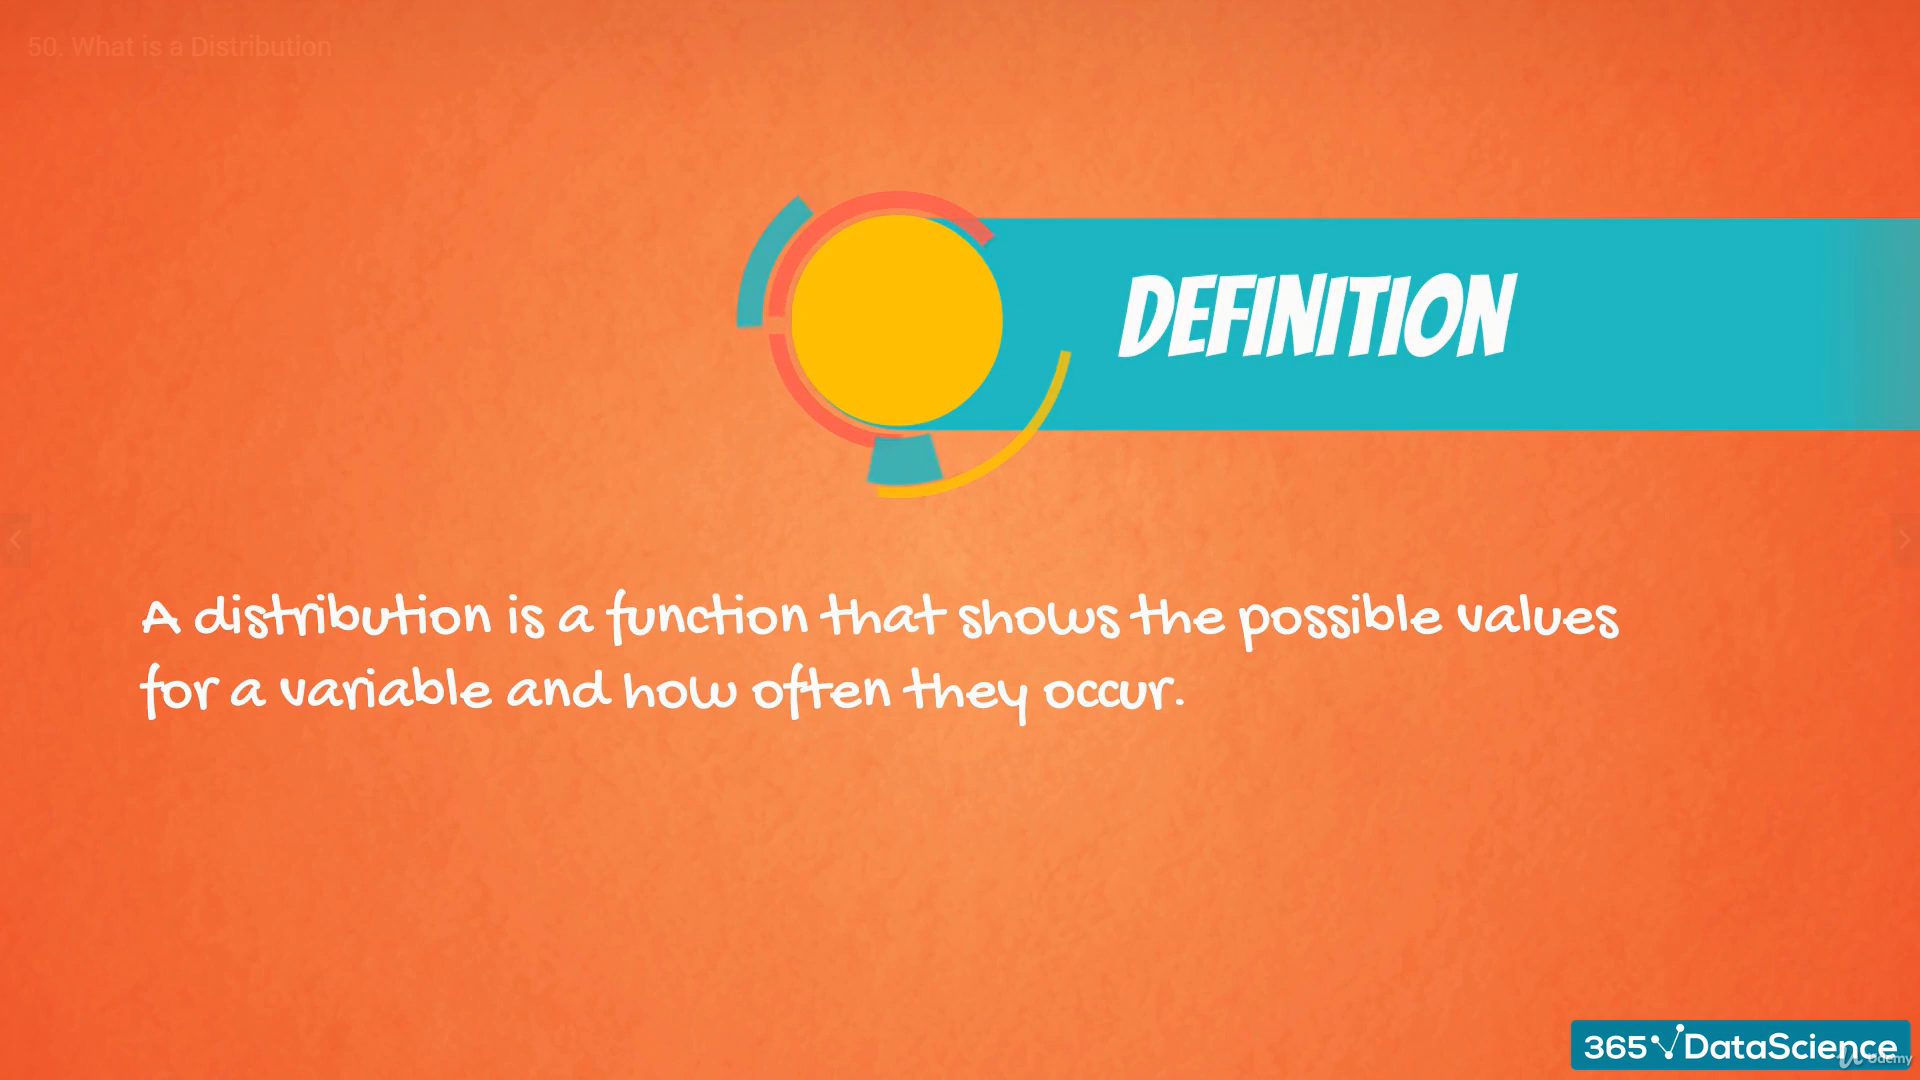 50. What is a Distribution
DEFINITION
A distribution is a function that shows the possible values
for a variable and how often they occur.
365 DataScience
Udemy